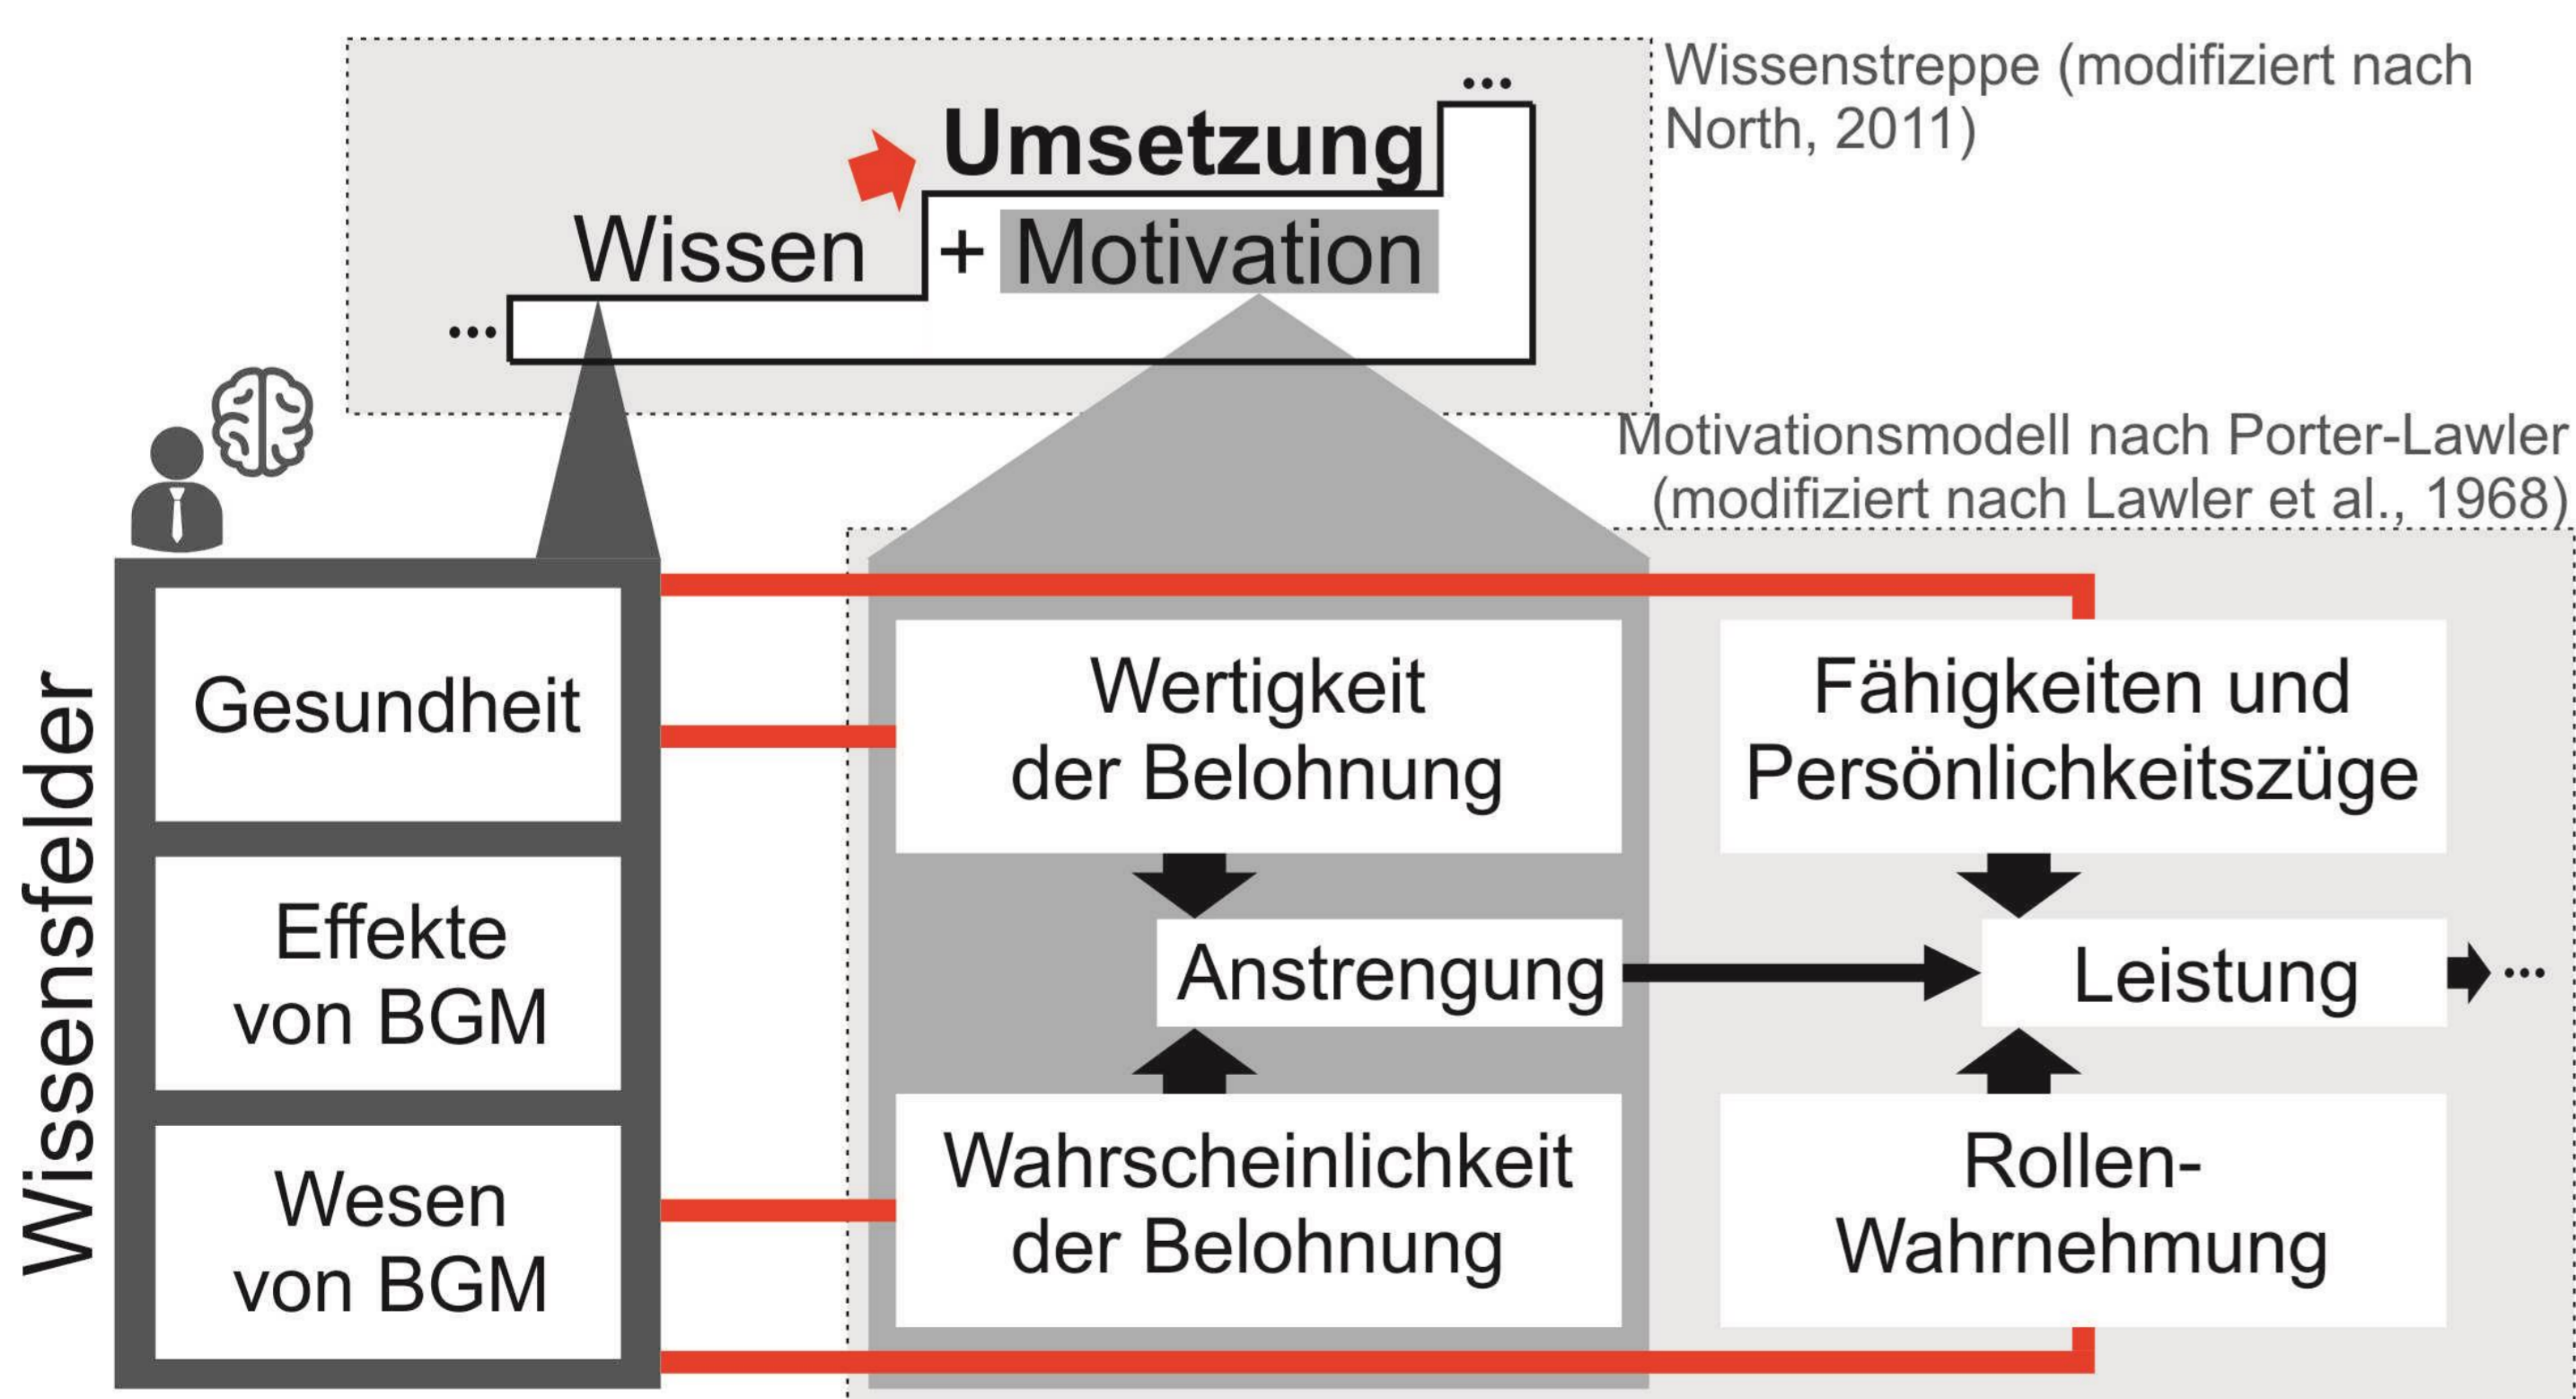 Wissenstreppe (modifiziert nach
North, 2011)
...
Umsetzung
Wissen
+ Motivation
...
Motivationsmodell nach Porter-Lawler
(modifiziert nach Lawler et al., 1968)
Wissensfelder
Gesundheit
Effekte
von BGM
Wesen
von BGM
Wertigkeit
der Belohnung
Anstrengung
Wahrscheinlichkeit
der Belohnung
Fähigkeiten und
Persönlichkeitszüge
Leistung
...
Rollen-
Wahrnehmung